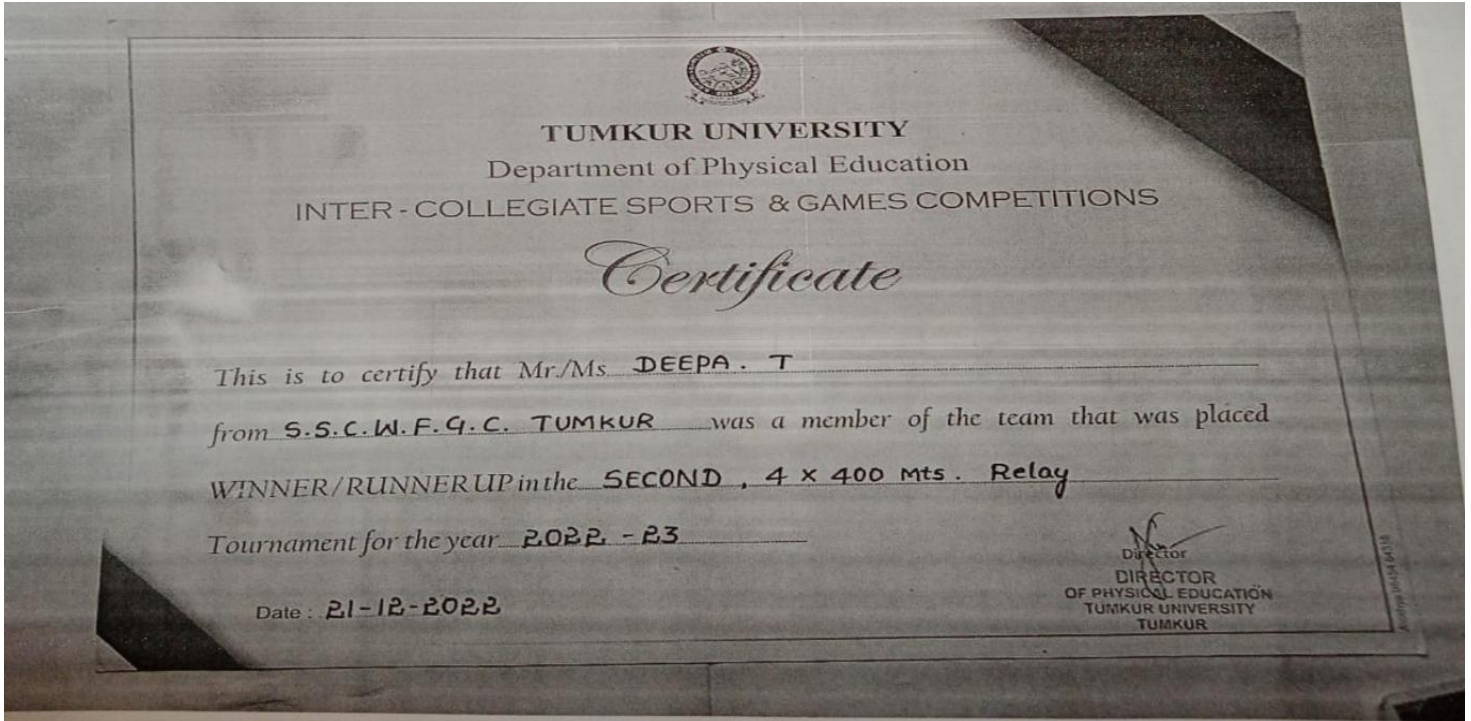 TUMKUR UNIVERSITY
Department of Physical Education
INTER - COLLEGIATE SPORTS & GAMES COMPETITIONS
Certificate
This is to certify that Mr./Ms. DEEPA. T
from S.S.C.W.F.G.C. TUMKUR was a member of the team that was placed
WINNER/RUNNER UP in the SECOND, 4 x 400 Mts. Relay
Tournament for the year 2022 - 23
Date : 21-12-2022
Director
DIRECTOR
OF PHYSICAL EDUCATION
TUMKUR UNIVERSITY
TUMKUR